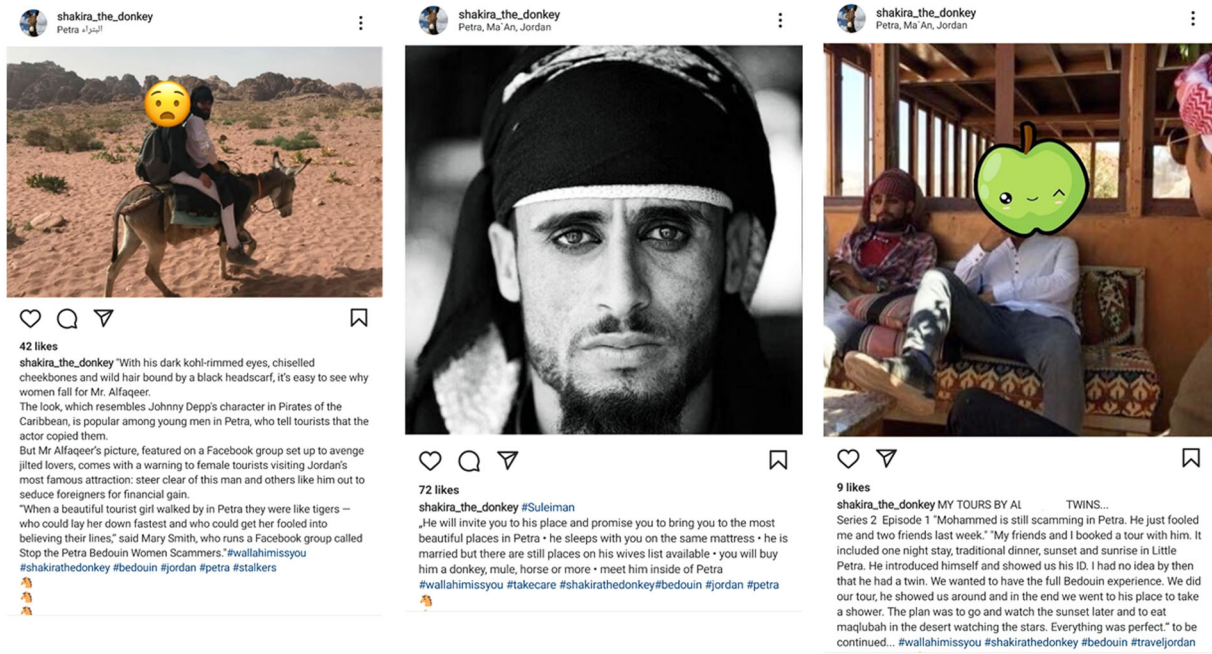 shakira_the_donkey
Petra البتراء
42 likes
shakira_the_donkey "With his dark kohl-rimmed eyes, chiselled
cheekbones and wild hair bound by a black headscarf, it's easy to see why
women fall for Mr. Alfaqeer.
The look, which resembles Johnny Depp's character in Pirates of the
Caribbean, is popular among young men in Petra, who tell tourists that the
actor copied them.
But Mr Alfaqeer's picture, featured on a Facebook group set up to avenge
jilted lovers, comes with a warning to female tourists visiting Jordan's
most famous attraction: steer clear of this man and others like him out to
seduce foreigners for financial gain.
"When a beautiful tourist girl walked by in Petra they were like tigers —
who could lay her down fastest and who could get her fooled into
believing their lines," said Mary Smith, who runs a Facebook group called
Stop the Petra Bedouin Women Scammers."#wallahimissyou
#shakirathedonkey #bedouin #jordan #petra #stalkers
shakira_the_donkey
Petra, Ma`An, Jordan
72 likes
shakira_the_donkey #Suleiman
„He will invite you to his place and promise you to bring you to the most
beautiful places in Petra • he sleeps with you on the same mattress • he is
married but there are still places on his wives list available • you will buy
him a donkey, mule, horse or more • meet him inside of Petra
#wallahimissyou #takecare #shakirathedonkey#bedouin #jordan #petra
shakira_the_donkey
Petra, Ma`An, Jordan
9 likes
shakira_the_donkey MY TOURS BY AL TWINS...
Series 2 Episode 1 "Mohammed is still scamming in Petra. He just fooled
me and two friends last week." "My friends and I booked a tour with him. It
included one night stay, traditional dinner, sunset and sunrise in Little
Petra. He introduced himself and showed us his ID. I had no idea by then
that he had a twin. We wanted to have the full Bedouin experience. We did
our tour, he showed us around and in the end we went to his place to take
a shower. The plan was to go and watch the sunset later and to eat
maqlubah in the desert watching the stars. Everything was perfect." to be
continued... #wallahimissyou #shakirathedonkey #bedouin #traveljordan